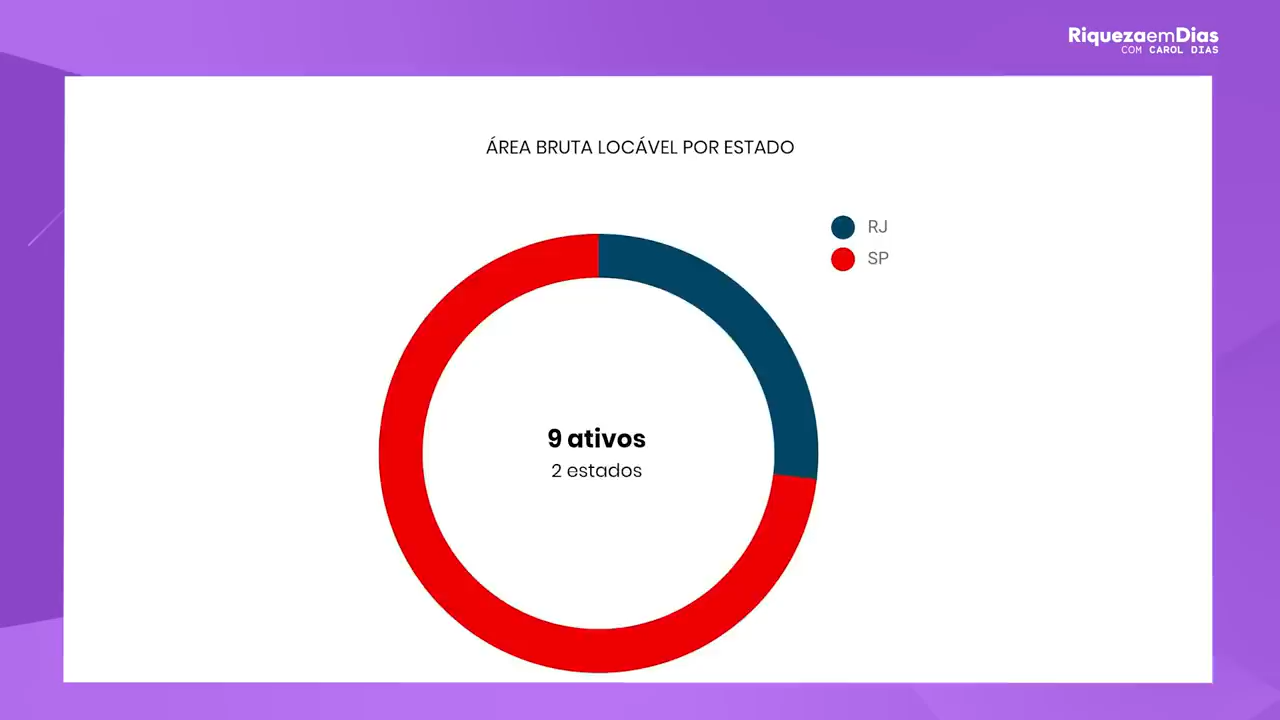 RiquezaemDias
COM CAROL DIAS
ÁREA BRUTA LOCÁVEL POR ESTADO
RJ
SP
9 ativos
2 estados